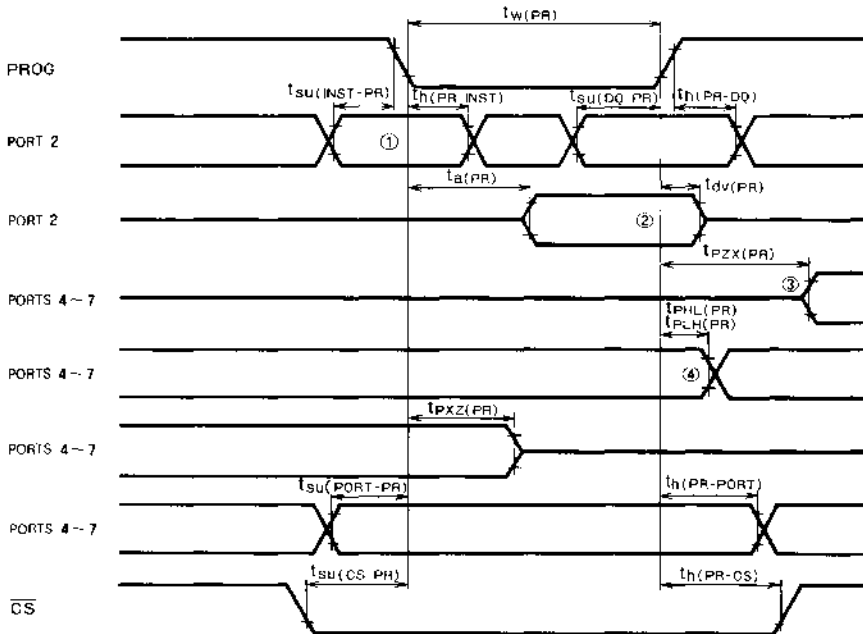 tW(PR)
PROG
tsu(INST-PR)
th(PR INST)
tsu(DQ PR)
th(PR-DQ)
PORT 2
①
ta(PR)
tdv(PR)
PORT 2
②
tPZX(PR)
③
PORTS 4~7
tPHL(PR)
tPLH(PR)
PORTS 4~7
④
tPXZ(PR)
PORTS 4~7
tsu(PORT-PR)
th(PR-PORT)
PORTS 4~7
tsu(CS PR)
th(PR-CS)
CS